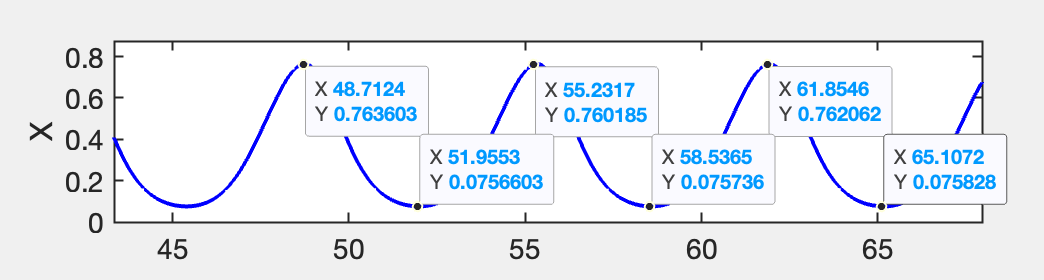 0.8
0.6
0.4
0.2
0
X
X 48.7124
Y 0.763603
X 55.2317
Y 0.760185
X 61.8546
Y 0.762062
X 51.9553
Y 0.0756603
X 58.5365
Y 0.075736
X 65.1072
Y 0.075828
45 50 55 60 65